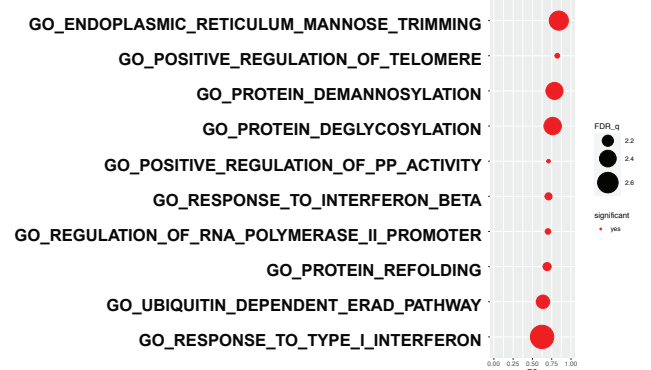 GO_ENDOPLASMIC_RETICULUM_MANNOSE_TRIMMING
GO_POSITIVE_REGULATION_OF_TELOMERE
GO_PROTEIN_DEMANNOSYLATION
GO_PROTEIN_DEGLYCOSYLATION
GO_POSITIVE_REGULATION_OF_PP_ACTIVITY
GO_RESPONSE_TO_INTERFERON_BETA
GO_REGULATION_OF_RNA_POLYMERASE_II_PROMOTER
GO_PROTEIN_REFOLDING
GO_UBIQUITIN_DEPENDENT_ERAD_PATHWAY
GO_RESPONSE_TO_TYPE_I_INTERFERON
0.00 0.25 0.50 0.75 1.00
FDR_q
2.2
2.4
2.6
significant
yes